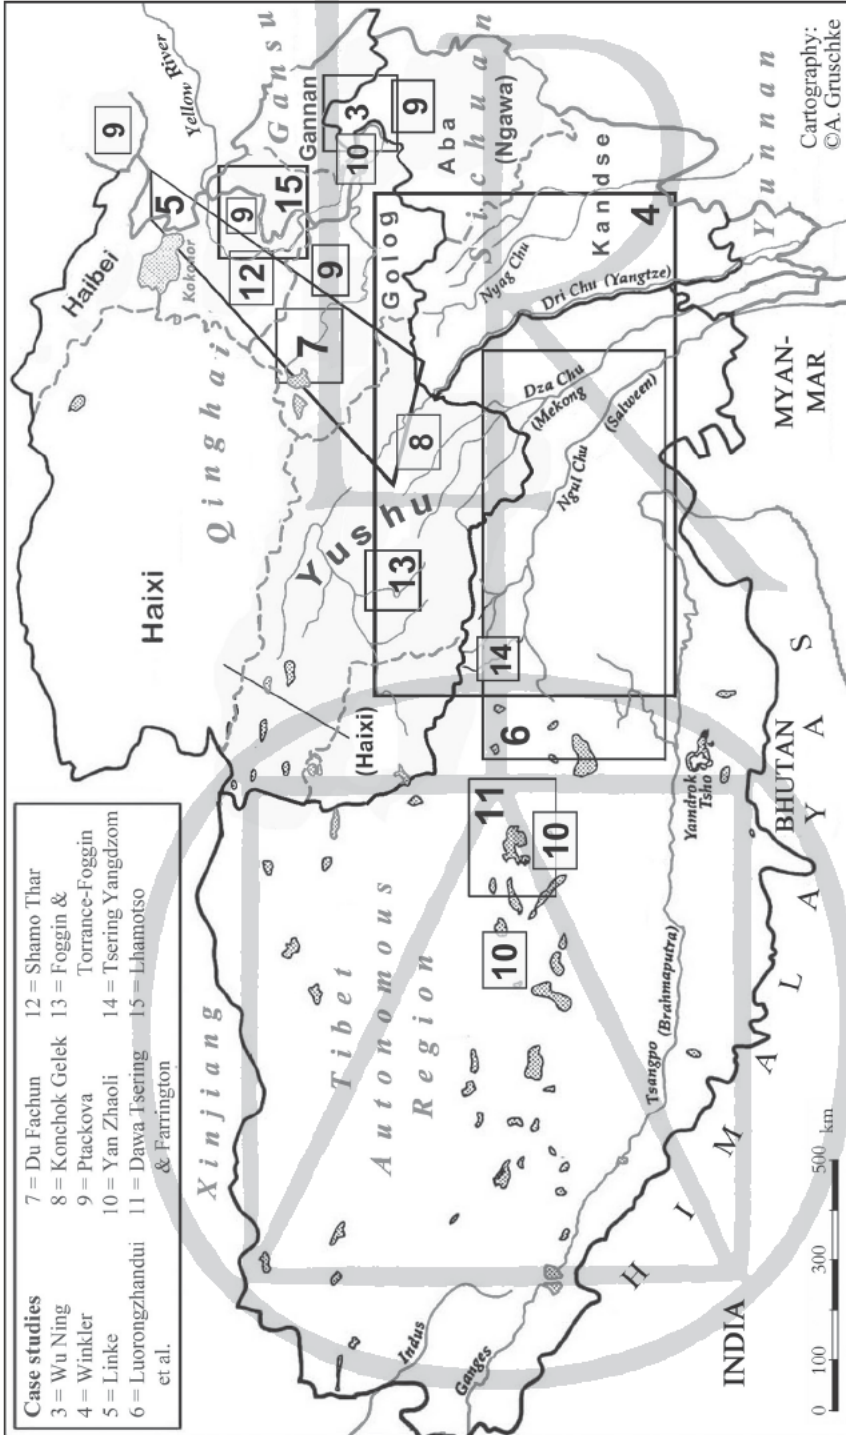 Case studies
3 = Wu Ning
4 = Winkler
5 = Linke
6 = Luorongzhandui
et al.
7 = Du Fachun
8 = Konchok Gelek
9 = Ptackova
10 = Yan Zhaoli
11 = Dawa Tsering
& Farrington
12 = Shamo Thar
13 = Foggin &
Torrance-Foggin
14 = Tsering Yangdzom
15 = Lhamotso
Xinjiang
Haixi
Qinghai
Haibei
Kokodor
Yellow River
Gansu
Gannan
(Haixi)
Yushu
Golog
Aba
(Ngawa)
Sichuan
Kandse
Yunnan
Tibet
Autonomous
Region
Nyag Chu
Dri Chu (Yangtze)
Dza Chu
(Mekong
Ngul Chu
(Salween)
Yamdrok
Tsho
Tsangpo (Brahmaputra)
Indus
Ganges
INDIA
HIMALAYAS
BHUTAN
MYAN-
MAR
9
5
9
15
12
9
7
3
9
10
8
13
4
14
6
11
10
10
0 100 300 500
km
Cartography:
©A. Gruschke